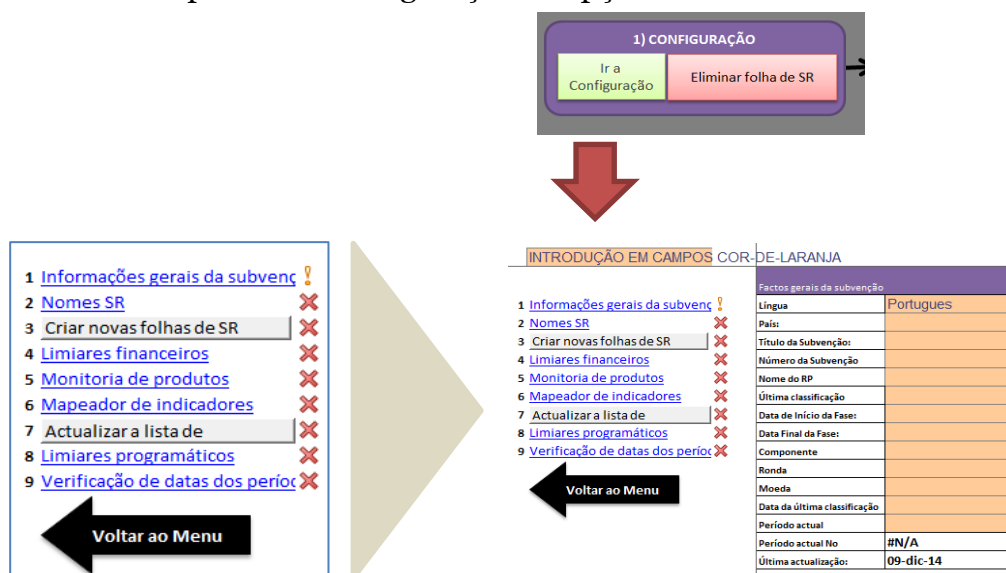 1) CONFIGURAÇÃO
Ir a
Configuração
Eliminar folha de SR
1 Informações gerais da subvenç
2 Nomes SR
3 Criar novas folhas de SR
4 Limiares financeiros
5 Monitoria de produtos
6 Mapeador de indicadores
7 Actualizar a lista de
8 Limiares programáticos
9 Verificação de datas dos períoc
Voltar ao Menu
INTRODUÇÃO EM CAMPOS COR-DE-LARANJA
1 Informações gerais da subvenç
2 Nomes SR
3 Criar novas folhas de SR
4 Limiares financeiros
5 Monitoria de produtos
6 Mapeador de indicadores
7 Actualizar a lista de
8 Limiares programáticos
9 Verificação de datas dos períoc
Voltar ao Menu
Factos gerais da subvenção
Língua Portugues
País:
Título da Subvenção:
Número da Subvenção
Nome do RP
Última classificação
Data de Início da Fase:
Data Final da Fase:
Componente
Ronda
Moeda
Data da última classificação
Período actual
Período actual No #N/A
Última actualização: 09-dic-14